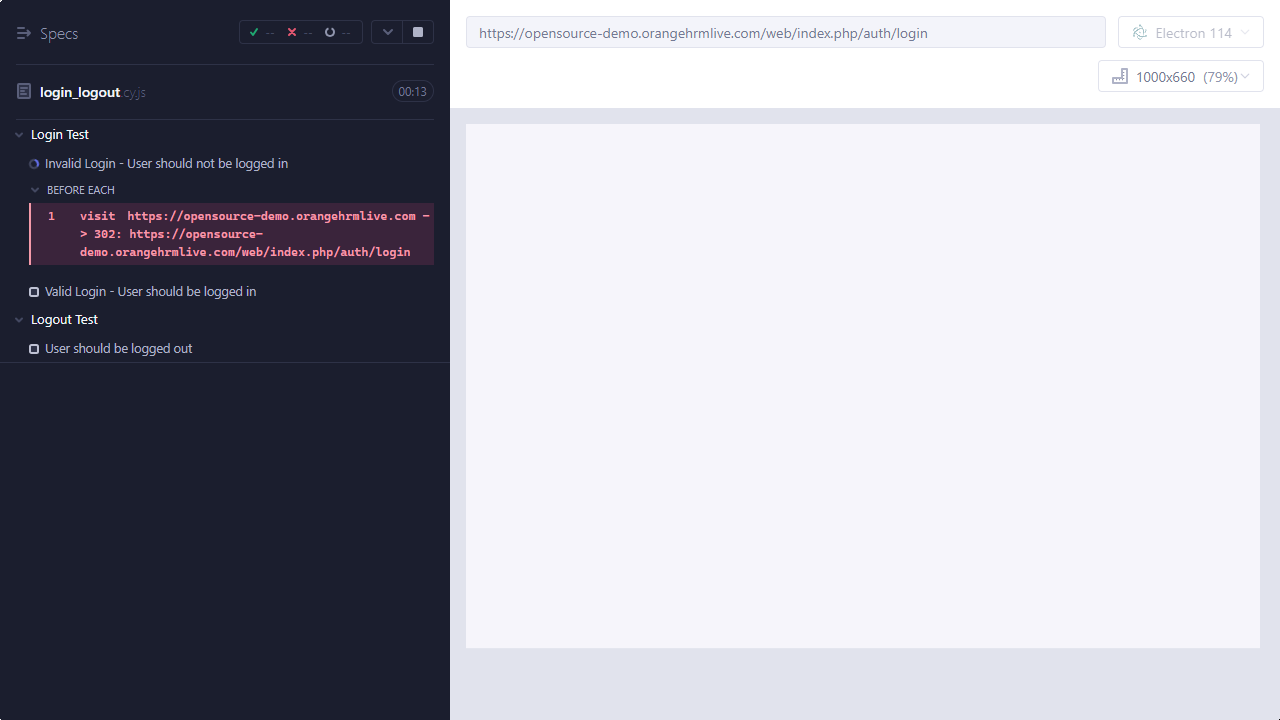 Specs
-- -- --
login_logout.cy.js
00:13
Login Test
Invalid Login - User should not be logged in
BEFORE EACH
1 visit https://opensource-demo.orangehrmlive.com -
> 302: https://opensource-
demo.orangehrmlive.com/web/index.php/auth/login
Valid Login - User should be logged in
Logout Test
User should be logged out
https://opensource-demo.orangehrmlive.com/web/index.php/auth/login
Electron 114
1000x660 (79%)